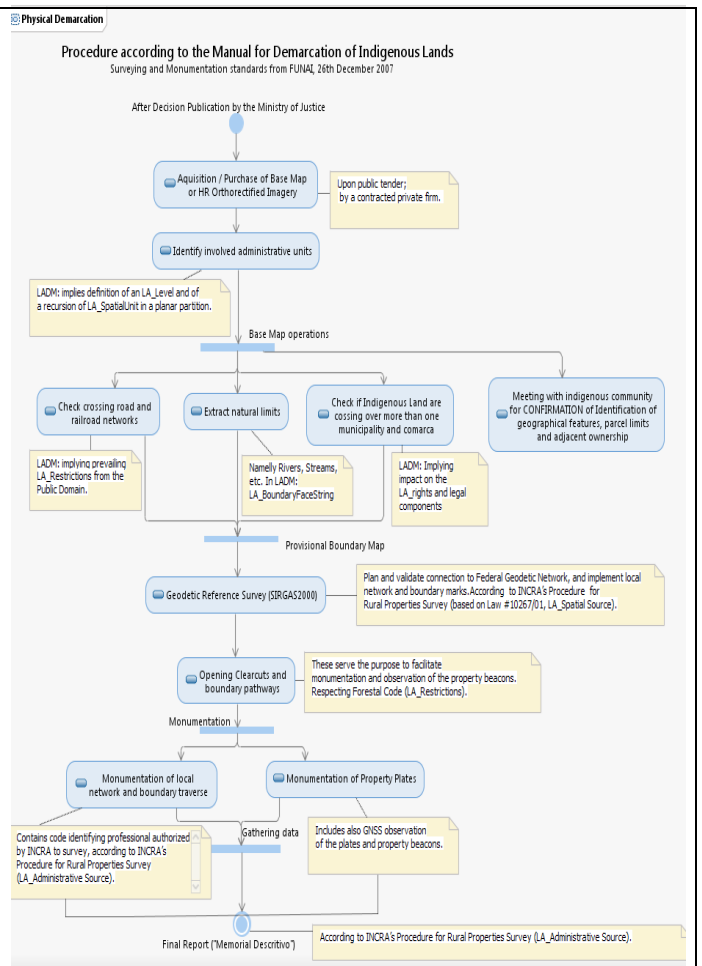 Physical Demarcation
Procedure according to the Manual for Demarcation of Indigenous Lands
Surveying and Monumentation standards from FUNAI, 26th December 2007
After Decision Publication by the Ministry of Justice
Aquisition / Purchase of Base Map
or HR Orthorectified Imagery
Upon public tender;
by a contracted private firm.
Identify involved administrative units
LADM: implies definition of an LA_Level and of
a recursion of LA_SpatialUnit in a planar partition.
Base Map operations
Check crossing road and
railroad networks
Extract natural limits
Check if Indigenous Land are
cossing over more than one
municipality and comarca
Meeting with indigenous community
for CONFIRMATION of Identification of
geographical features, parcel limits
and adjacent ownership
LADM: implying prevailing
LA_Restrictions from the
Public Domain.
Namelly Rivers, Streams,
etc. In LADM:
LA_BoundaryFaceString
LADM: Implying
impact on the
LA_rights and legal
components
Provisional Boundary Map
Geodetic Reference Survey (SIRGAS2000)
Plan and validate connection to Federal Geodetic Network, and implement local
network and boundary marks.According to INCRA's Procedure for
Rural Properties Survey (based on Law #10267/01, LA_Spatial Source).
Opening Clearcuts and
boundary pathways
These serve the purpose to facilitate
monumentation and observation of the property beacons.
Respecting Forestal Code (LA_Restrictions).
Monumentation
Monumentation of local
network and boundary traverse
Monumentation of Property Plates
Contains code identifying professional authorized
by INCRA to survey, according to INCRA's
Procedure for Rural Properties Survey
(LA_Administrative Source).
Gathering data
Includes also GNSS observation
of the plates and property beacons.
Final Report ("Memorial Descritivo")
According to INCRA's Procedure for Rural Properties Survey (LA_Administrative Source).